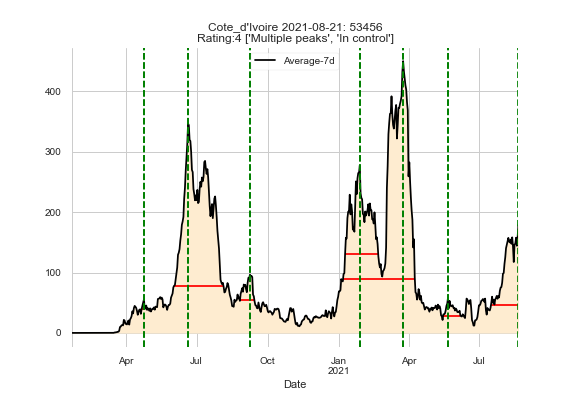 Cote_d'Ivoire 2021-08-21: 53456
Rating:4 ['Multiple peaks', 'In control']
Average-7d
400
300
200
100
0
Apr
Jul
Oct
Jan
2021
Apr
Jul
Date